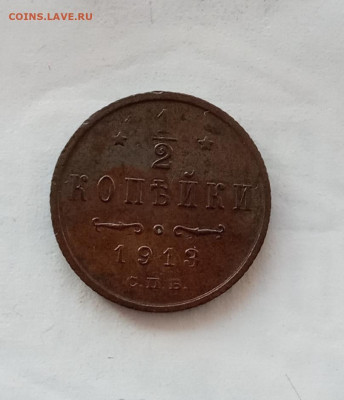 COINS.LAVE.RU
1/2
КОПѢЙКИ
1913
С.П.Б.